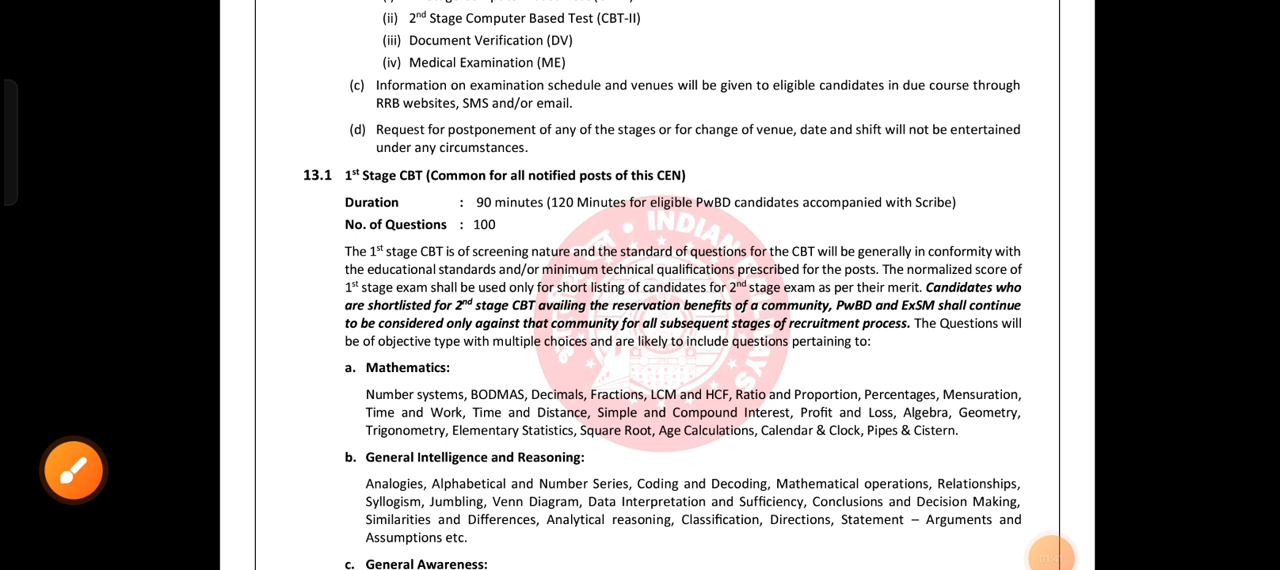 (ii) 2nd Stage Computer Based Test (CBT-II)
(iii) Document Verification (DV)
(iv) Medical Examination (ME)
(c) Information on examination schedule and venues will be given to eligible candidates in due course through
RRB websites, SMS and/or email.
(d) Request for postponement of any of the stages or for change of venue, date and shift will not be entertained
under any circumstances.
13.1 1st Stage CBT (Common for all notified posts of this CEN)
Duration : 90 minutes (120 Minutes for eligible PwBD candidates accompanied with Scribe)
No. of Questions : 100
The 1st stage CBT is of screening nature and the standard of questions for the CBT will be generally in conformity with
the educational standards and/or minimum technical qualifications prescribed for the posts. The normalized score of
1st stage exam shall be used only for short listing of candidates for 2nd stage exam as per their merit. Candidates who
are shortlisted for 2nd stage CBT availing the reservation benefits of a community, PwBD and ExSM shall continue
to be considered only against that community for all subsequent stages of recruitment process. The Questions will
be of objective type with multiple choices and are likely to include questions pertaining to:
a. Mathematics:
Number systems, BODMAS, Decimals, Fractions, LCM and HCF, Ratio and Proportion, Percentages, Mensuration,
Time and Work, Time and Distance, Simple and Compound Interest, Profit and Loss, Algebra, Geometry,
Trigonometry, Elementary Statistics, Square Root, Age Calculations, Calendar & Clock, Pipes & Cistern.
b. General Intelligence and Reasoning:
Analogies, Alphabetical and Number Series, Coding and Decoding, Mathematical operations, Relationships,
Syllogism, Jumbling, Venn Diagram, Data Interpretation and Sufficiency, Conclusions and Decision Making,
Similarities and Differences, Analytical reasoning, Classification, Directions, Statement – Arguments and
Assumptions etc.
c. General Awareness:
INDIAN RAILWAYS